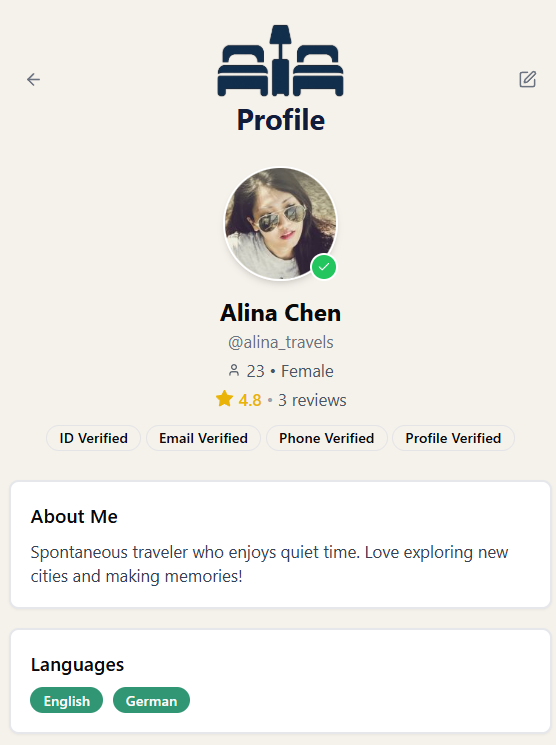 Profile
Alina Chen
@alina_travels
23 • Female
4.8 • 3 reviews
ID Verified Email Verified Phone Verified Profile Verified
About Me
Spontaneous traveler who enjoys quiet time. Love exploring new
cities and making memories!
Languages
English German